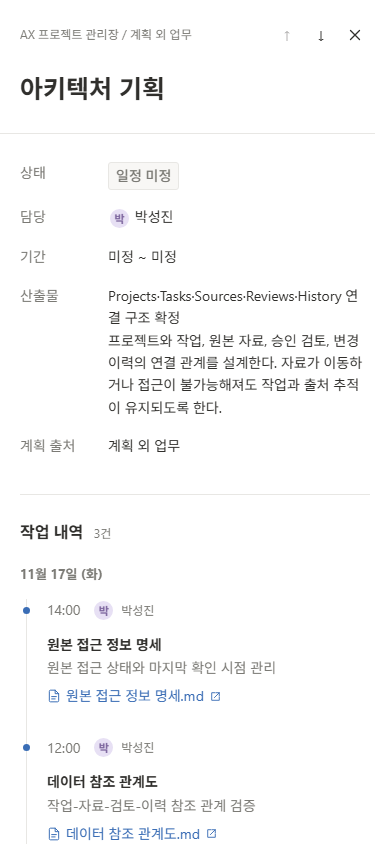 AX 프로젝트 관리장 / 계획 외 업무
아키텍처 기획
상태 일정 미정
담당 박 박성진
기간 미정 ~ 미정
산출물 Projects·Tasks·Sources·Reviews·History 연
결 구조 확정
프로젝트와 작업, 원본 자료, 승인 검토, 변경
이력의 연결 관계를 설계한다. 자료가 이동하
거나 접근이 불가능해져도 작업과 출처 추적
이 유지되도록 한다.
계획 출처 계획 외 업무
작업 내역 3건
11월 17일 (화)
14:00 박 박성진
원본 접근 정보 명세
원본 접근 상태와 마지막 확인 시점 관리
원본 접근 정보 명세.md
12:00 박 박성진
데이터 참조 관계도
작업-자료-검토-이력 참조 관계 검증
데이터 참조 관계도.md